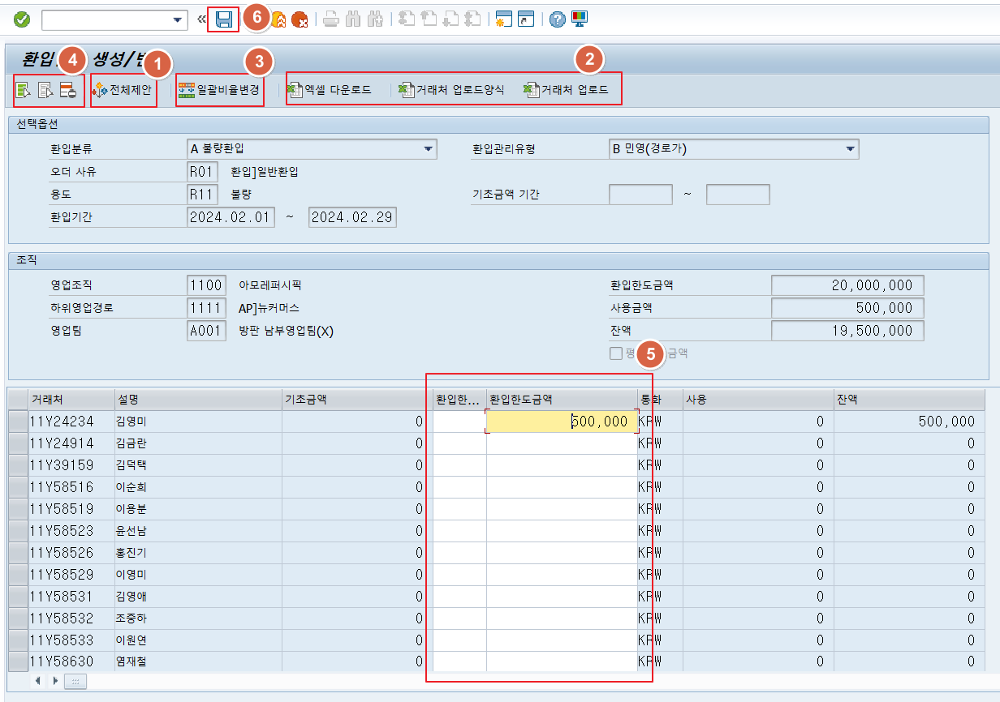 6
환입 생성/변
4
1
3
2
전체제안
일괄비율변경
엑셀 다운로드
거래처 업로드양식
거래처 업로드
선택옵션
환입분류 A 불량환입 환입관리유형 B 민영(경로가)
오더 사유 R01 환입]일반환입
용도 R11 불량 기초금액 기간 ~
환입기간 2024.02.01 ~ 2024.02.29
조직
영업조직 1100 아모레퍼시픽 환입한도금액 20,000,000
하위영업경로 1111 AP]뉴커머스 사용금액 500,000
영업팀 A001 방판 남부영업팀(X) 잔액 19,500,000
평 금액
5
거래처 설명 기초금액 환입한... 환입한도금액 통화 사용 잔액
11Y24234 김영미 0 500,000 KRW 0 500,000
11Y24914 김금란 0 KRW 0 0
11Y39159 김덕택 0 KRW 0 0
11Y58516 이순희 0 KRW 0 0
11Y58519 이용분 0 KRW 0 0
11Y58523 윤선남 0 KRW 0 0
11Y58526 홍진기 0 KRW 0 0
11Y58529 이영미 0 KRW 0 0
11Y58531 김영애 0 KRW 0 0
11Y58532 조중하 0 KRW 0 0
11Y58533 이원연 0 KRW 0 0
11Y58630 염재철 0 KRW 0 0